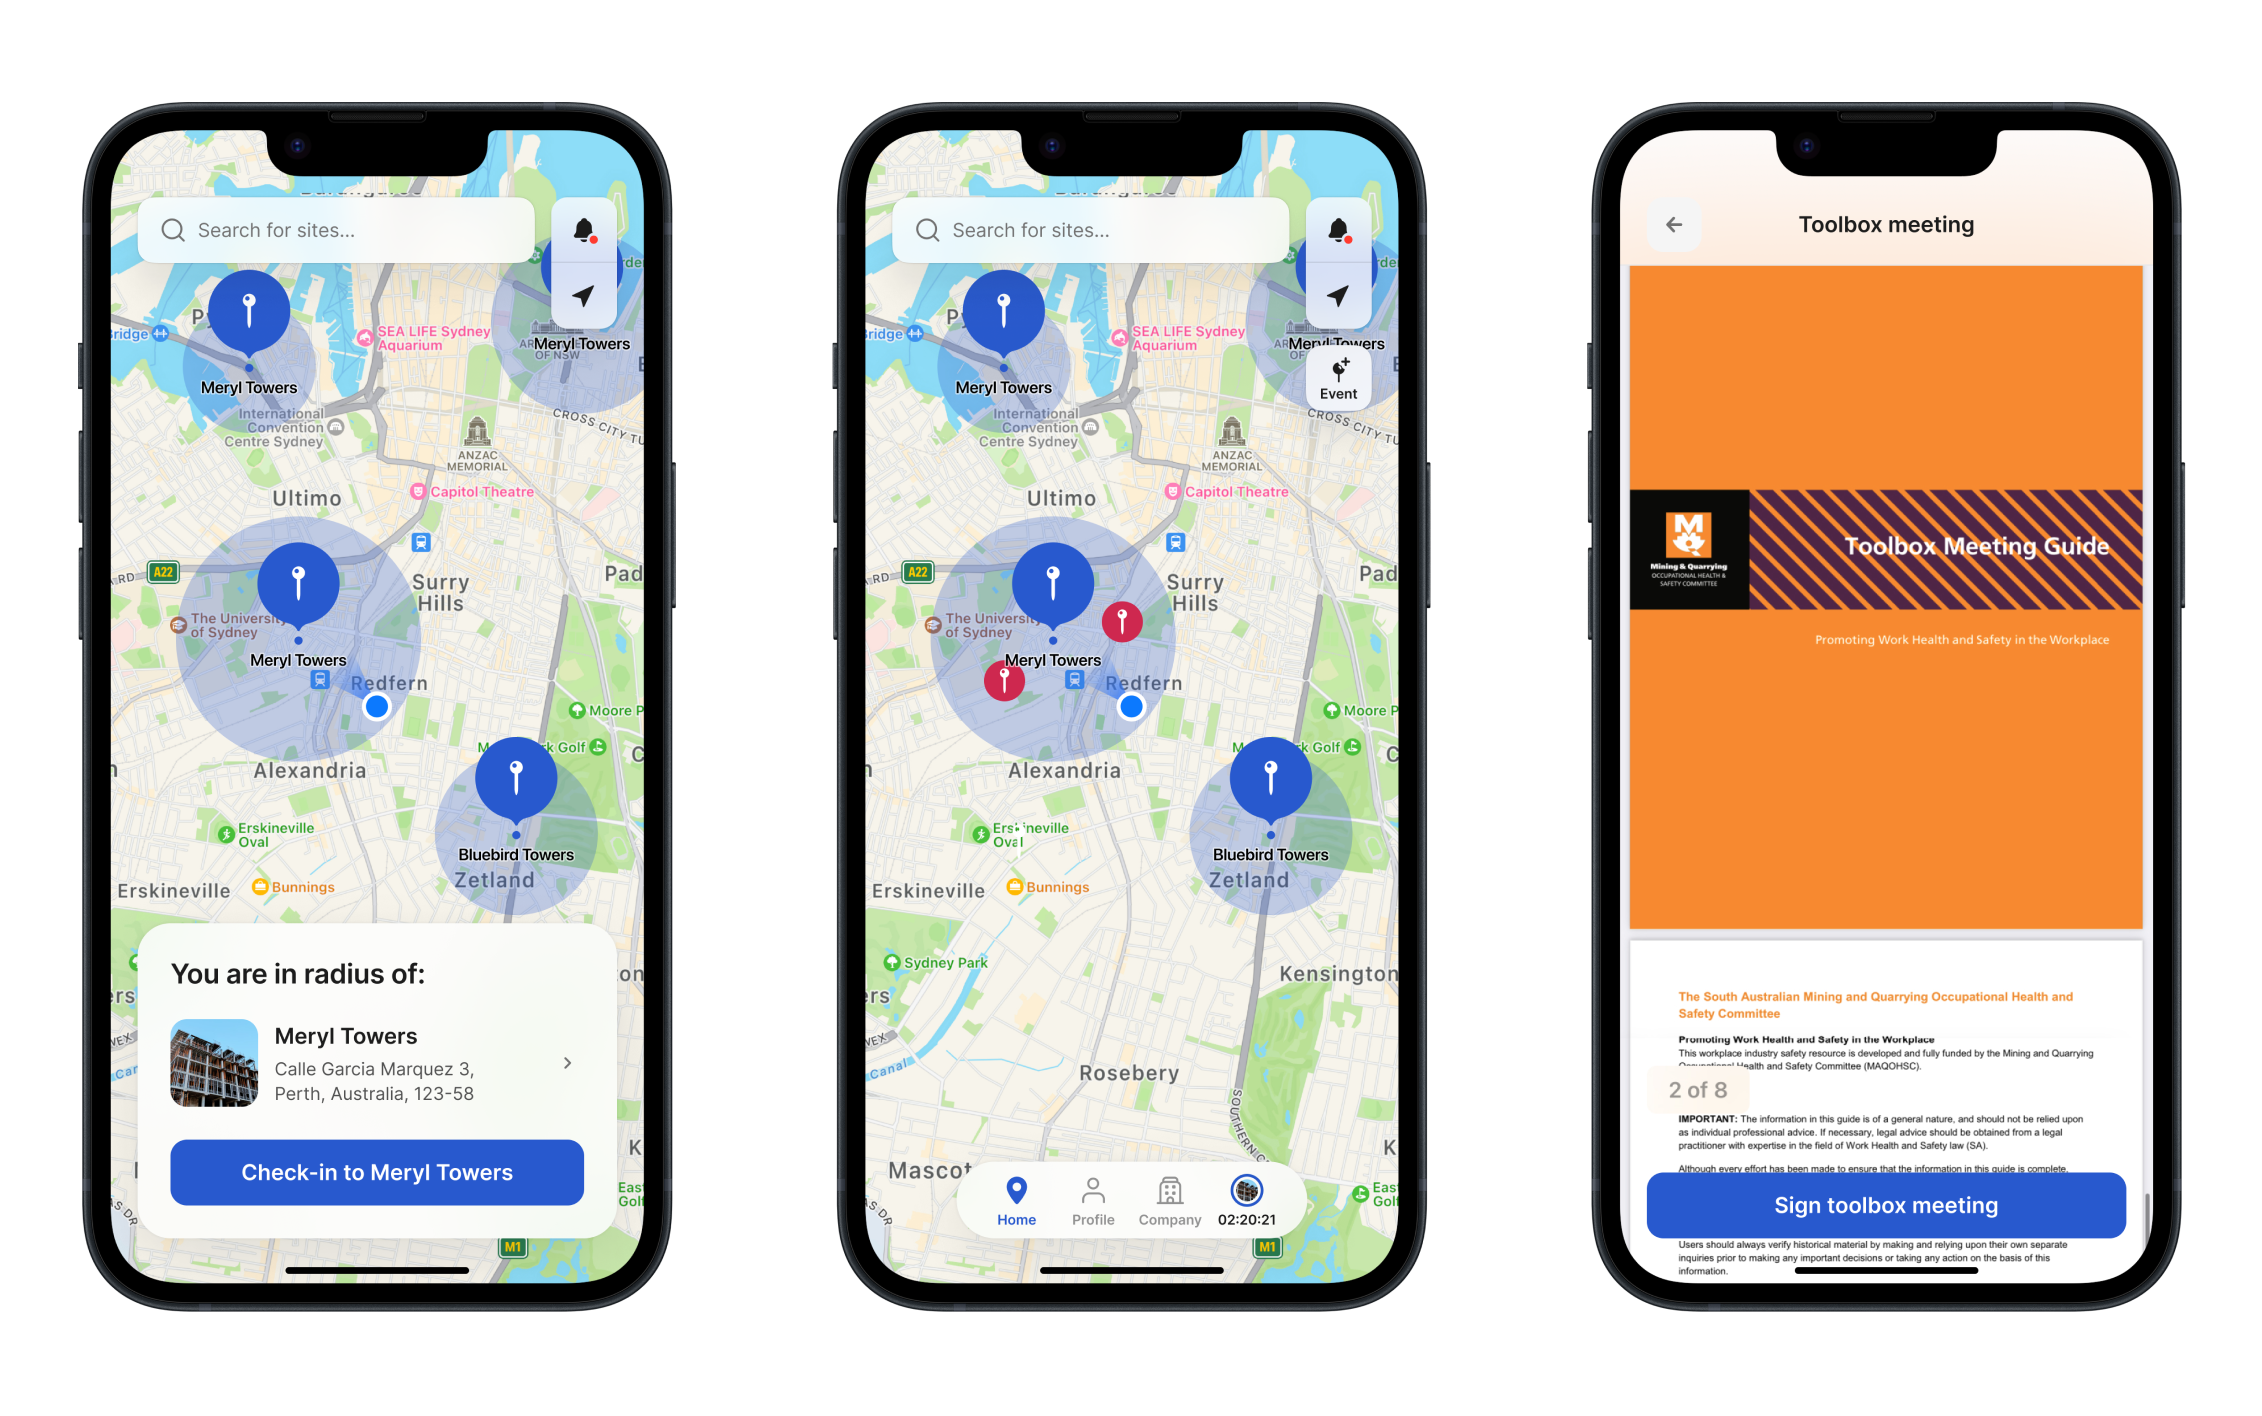 Search for sites...
Meryl Towers
Bridge
SEA LIFE Sydney
Aquarium
Meryl Towers
OF NSW
International
Convention
Centre Sydney
CROSS CITY TU
ANZAC
MEMORIAL
Capitol Theatre
Ultimo
A22
RD
Surry
Hills
Pad
The University
of Sydney
Meryl Towers
Redfern
Moore P
k Golf
Alexandria
Erskineville
Oval
Bluebird Towers
Zetland
Erskineville
Bunnings
You are in radius of:
Meryl Towers
Calle Garcia Marquez 3,
Perth, Australia, 123-58
Check-in to Meryl Towers
East
Golf
M1
Search for sites...
Meryl Towers
Bridge
SEA LIFE Sydney
Aquarium
Meryl Towers
Event
International
Convention
Centre Sydney
CROSS CITY TU
ANZAC
MEMORIAL
Capitol Theatre
Ultimo
A22
RD
Surry
Hills
Pad
The University
of Sydney
Meryl Towers
Redfern
Moore P
k Golf
Alexandria
Erskineville
Oval
Bluebird Towers
Zetland
Erskineville
Bunnings
Sydney Park
Kensington
Canal
Rosebery
SOUTHERN C
Mascot
Home
Profile
Company
02:20:21
East
Golf
M1
Toolbox meeting
Mining & Quarrying
OCCUPATIONAL HEALTH &
SAFETY COMMITTEE
Toolbox Meeting Guide
Promoting Work Health and Safety in the Workplace
The South Australian Mining and Quarrying Occupational Health and
Safety Committee
Promoting Work Health and Safety in the Workplace
This workplace industry safety resource is developed and fully funded by the Mining and Quarrying
Occupational Health and Safety Committee (MAQOHSC).
2 of 8
IMPORTANT: The information in this guide is of a general nature, and should not be relied upon
as individual professional advice. If necessary, legal advice should be obtained from a legal
practitioner with expertise in the field of Work Health and Safety law (SA).
Although every effort has been made to ensure that the information in this guide is complete,
Sign toolbox meeting
Users should always verify historical material by making and relying upon their own separate
inquiries prior to making any important decisions or taking any action on the basis of this
information.